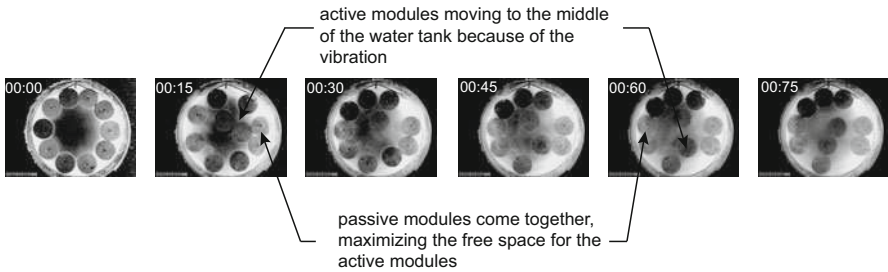 active modules moving to the middle
of the water tank because of the
vibration
00:00
00:15
00:30
00:45
00:60
00:75
passive modules come together,
maximizing the free space for the
active modules